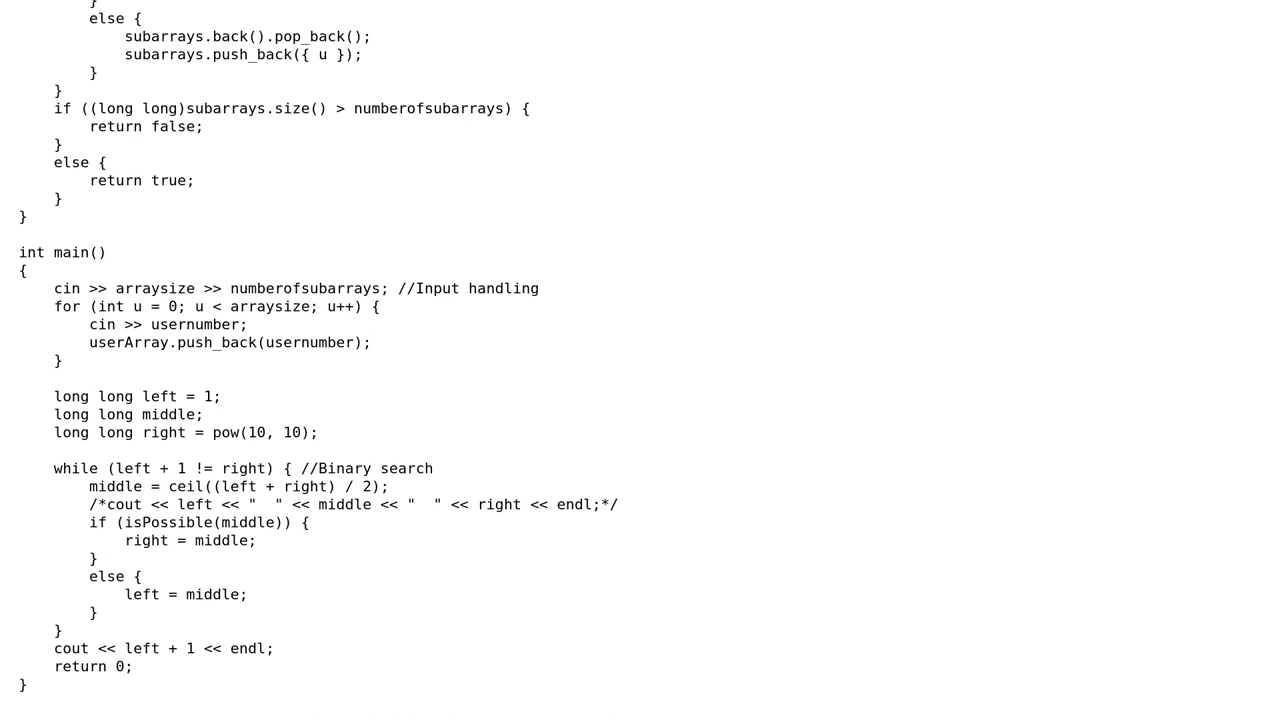 }
        else {
            subarrays.back().pop_back();
            subarrays.push_back({ u });
        }
    }
    if ((long long)subarrays.size() > numberofsubarrays) {
        return false;
    }
    else {
        return true;
    }
}

int main()
{
    cin >> arraysize >> numberofsubarrays; //Input handling
    for (int u = 0; u < arraysize; u++) {
        cin >> usernumber;
        userArray.push_back(usernumber);
    }

    long long left = 1;
    long long middle;
    long long right = pow(10, 10);

    while (left + 1 != right) { //Binary search
        middle = ceil((left + right) / 2);
        /*cout << left << "  " << middle << "  " << right << endl;*/
        if (isPossible(middle)) {
            right = middle;
        }
        else {
            left = middle;
        }
    }
    cout << left + 1 << endl;
    return 0;
}